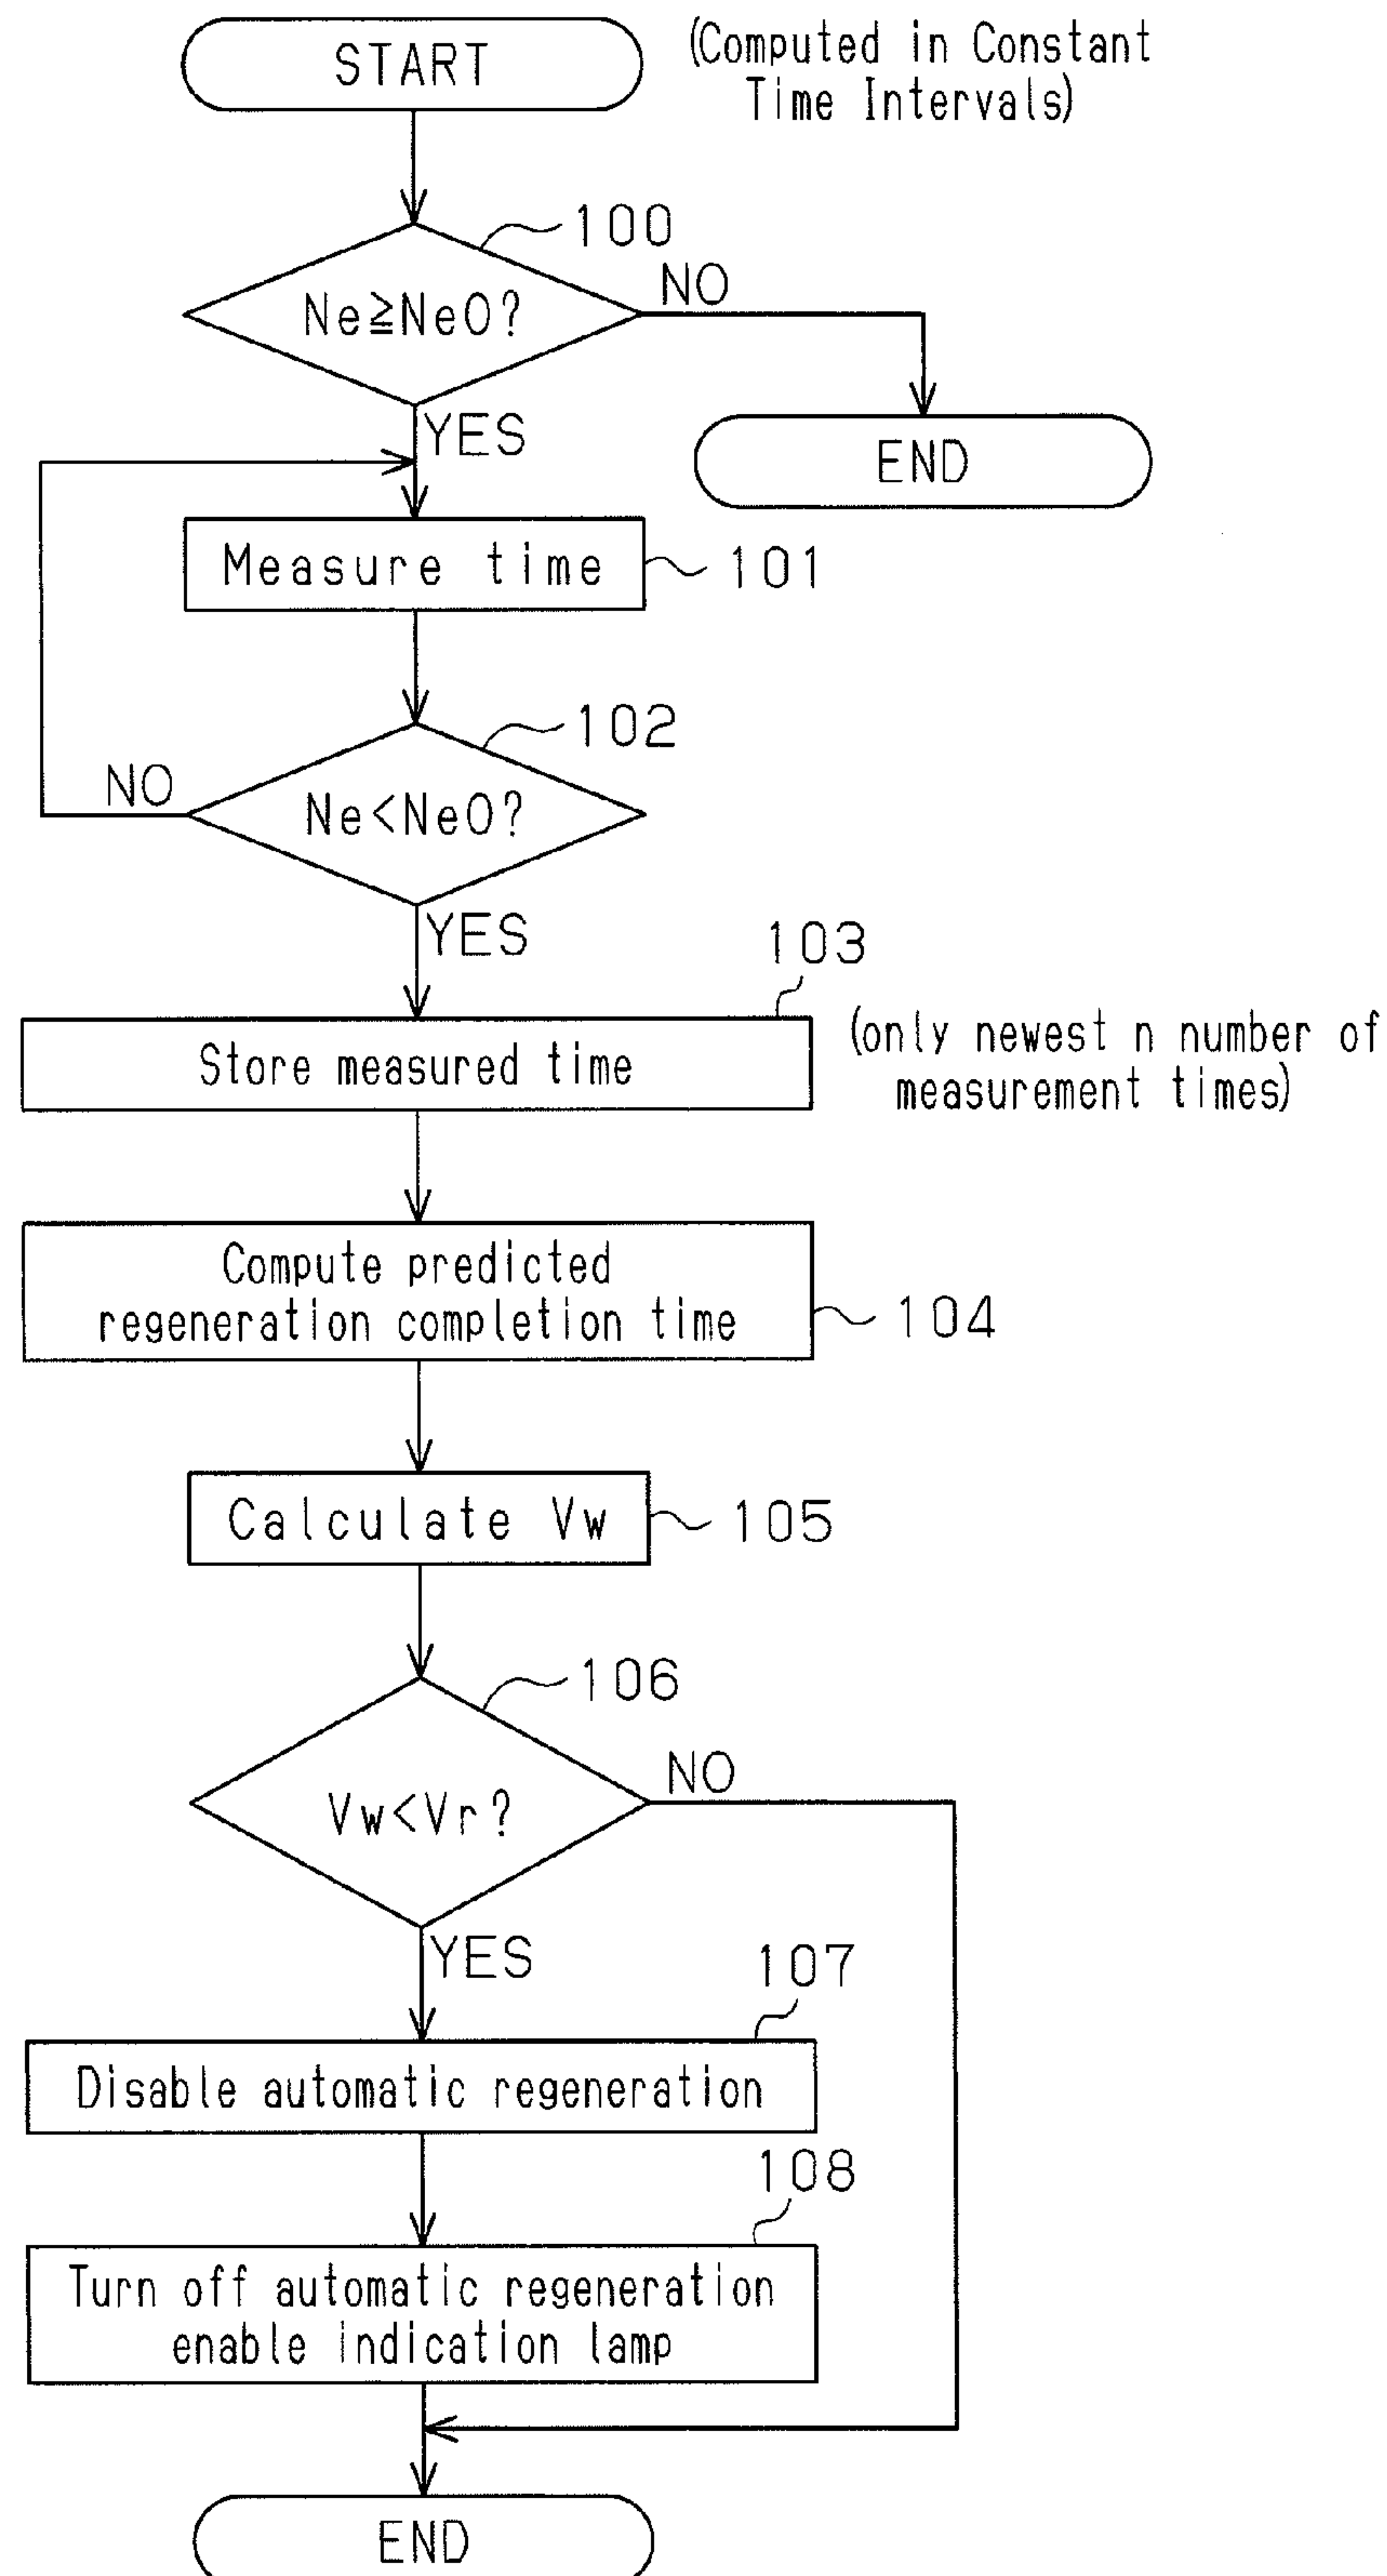 START
(Computed in Constant
Time Intervals)
100
Ne≧Ne0?
NO
YES
END
Measure time
101
102
NO
Ne<Ne0?
YES
103
Store measured time
(only newest n number of
measurement times)
Compute predicted
regeneration completion time
104
Calculate Vw
105
106
NO
Vw<Vr?
YES
107
Disable automatic regeneration
108
Turn off automatic regeneration
enable indication lamp
END